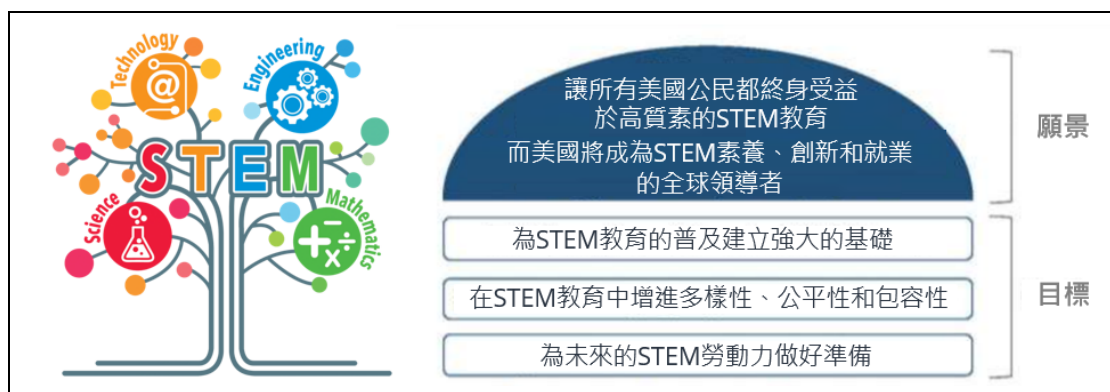 Technology
@
Engineering
STEM
Science
Mathematics
讓所有美國公民都終身受益
於高質素的STEM教育
而美國將成為STEM素養、創新和就業
的全球領導者
願景
為STEM教育的普及建立強大的基礎
在STEM教育中增進多樣性、公平性和包容性
為未來的STEM勞動力做好準備
目標